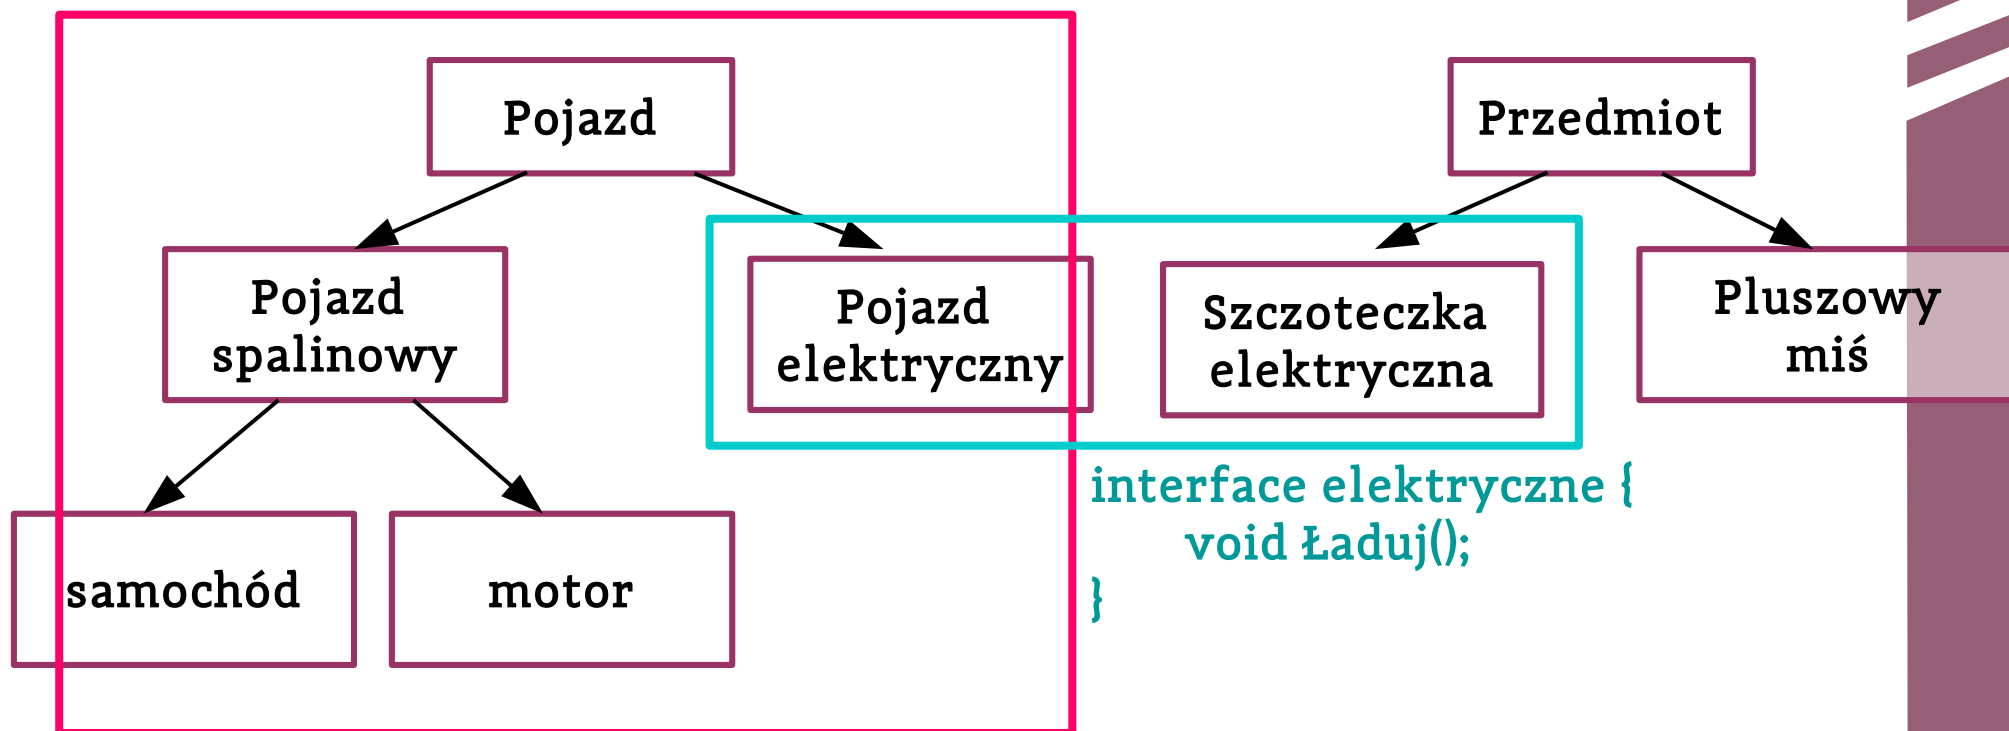 Pojazd
Przedmiot
Pojazd
spalinowy
Pojazd
elektryczny
Szczoteczka
elektryczna
Pluszowy
miś
interface elektryczne {
void Ładuj();
}
samochód
motor